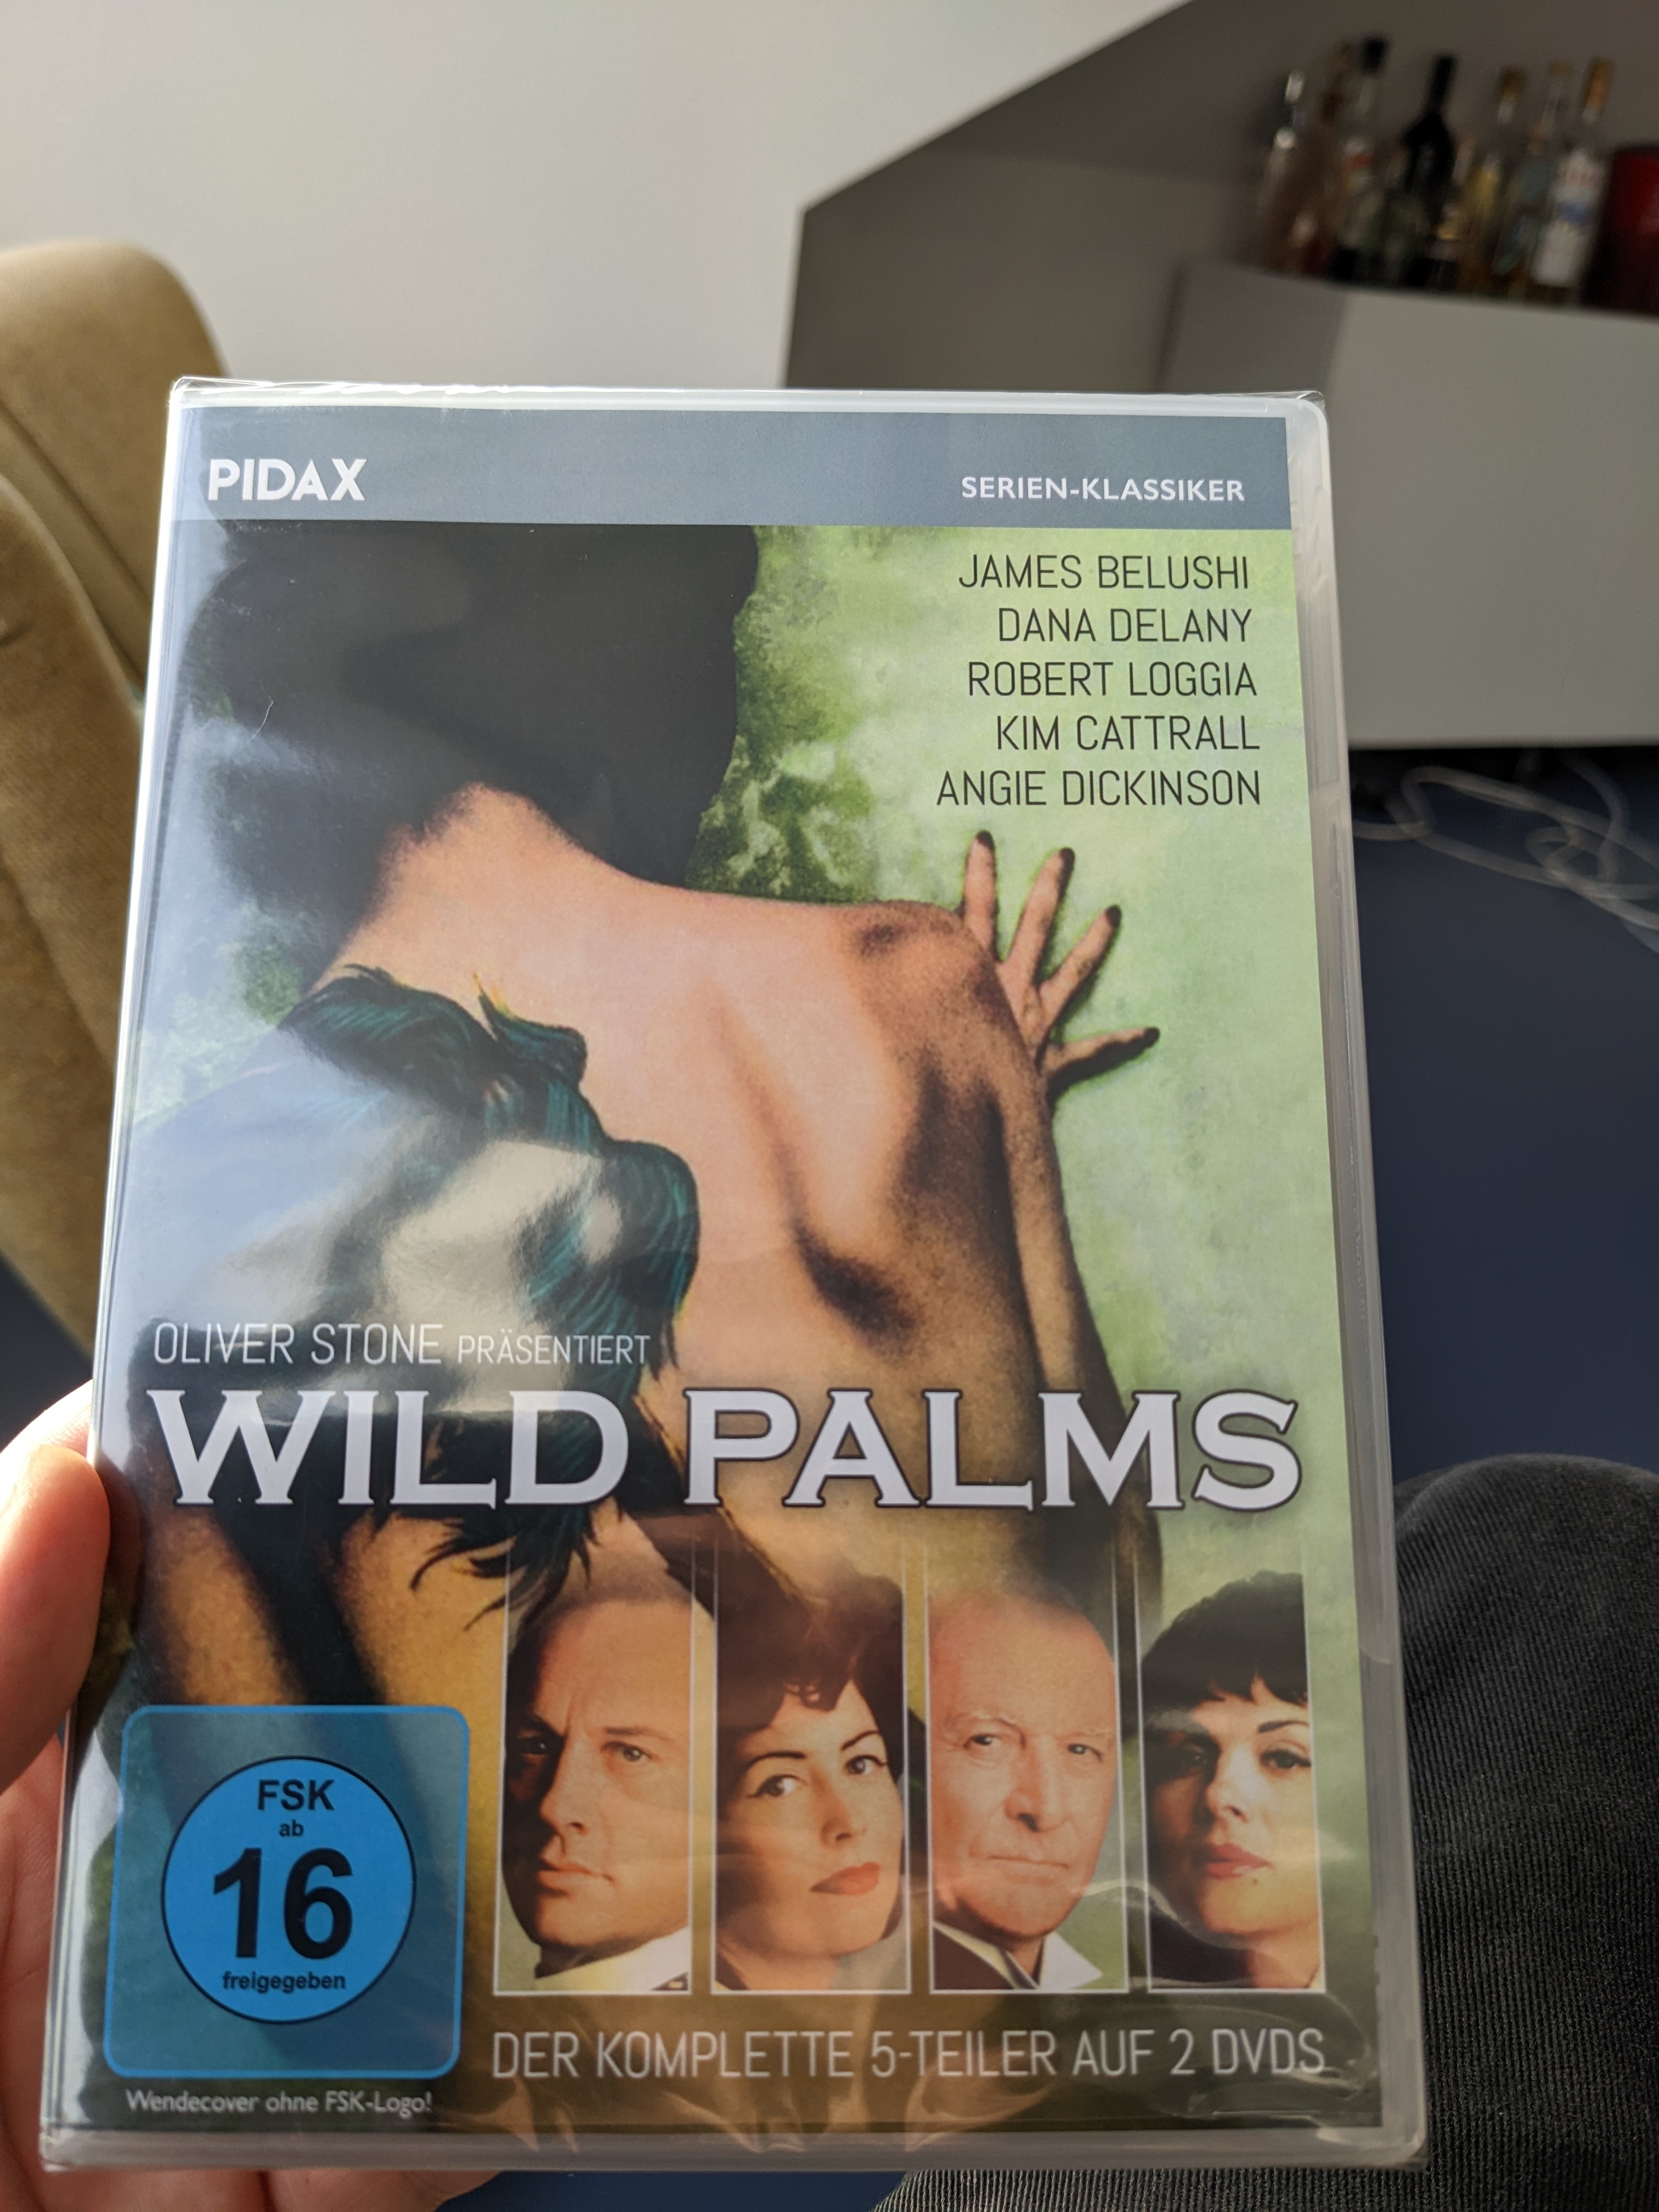 PIDAX
SERIEN-KLASSIKER
JAMES BELUSHI
DANA DELANY
ROBERT LOGGIA
KIM CATTRALL
ANGIE DICKINSON
OLIVER STONE PRÄSENTIERT
WILD PALMS
FSK
ab
16
freigegeben
DER KOMPLETTE 5-TEILER AUF 2 DVDS
Wendecover ohne FSK-Logo!